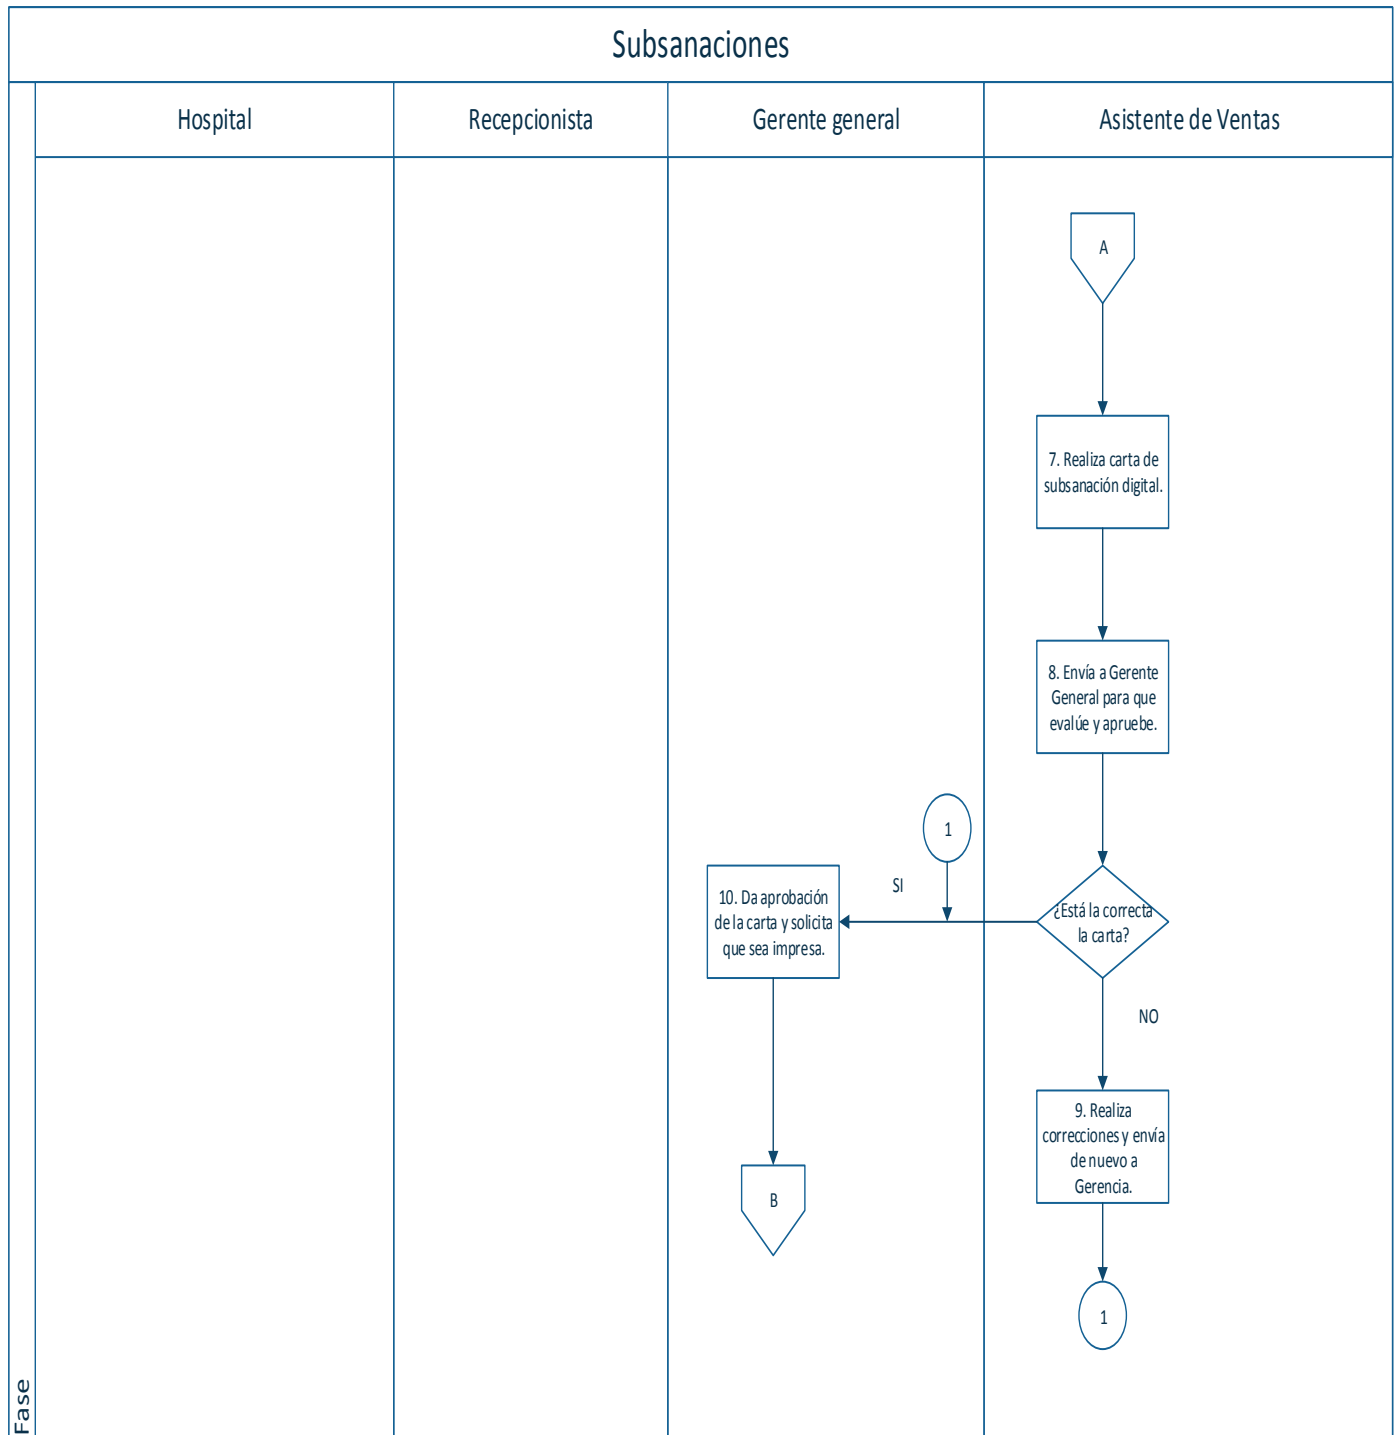 Subsanaciones
Hospital
Recepcionista
Gerente general
Asistente de Ventas
A
7. Realiza carta de
subsanación digital.
8. Envía a Gerente
General para que
evalúe y apruebe.
1
SI
10. Da aprobación
de la carta y solicita
que sea impresa.
¿Está la correcta
la carta?
NO
9. Realiza
correcciones y envía
de nuevo a
Gerencia.
B
1
Fase